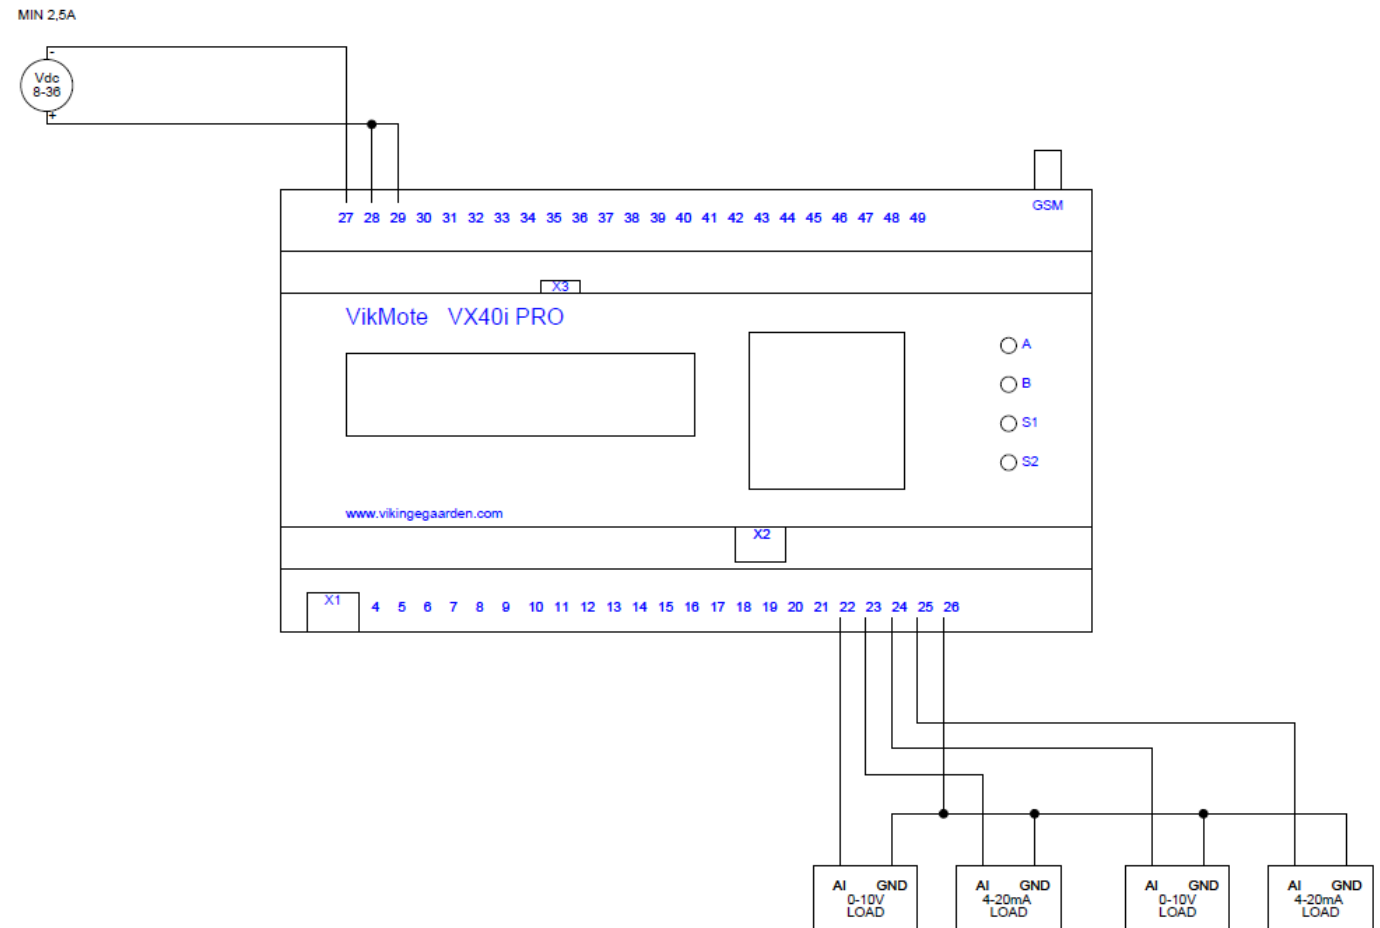 MIN 2,5A
-
Vdc
8-36
+
27 28 29 30 31 32 33 34 35 36 37 38 39 40 41 42 43 44 45 46 47 48 49
GSM
X3
VikMote VX40i PRO
A
B
S1
S2
www.vikingegaarden.com
X2
X1 4 5 6 7 8 9 10 11 12 13 14 15 16 17 18 19 20 21 22 23 24 25 26
AI GND
0-10V
LOAD
AI GND
4-20mA
LOAD
AI GND
0-10V
LOAD
AI GND
4-20mA
LOAD